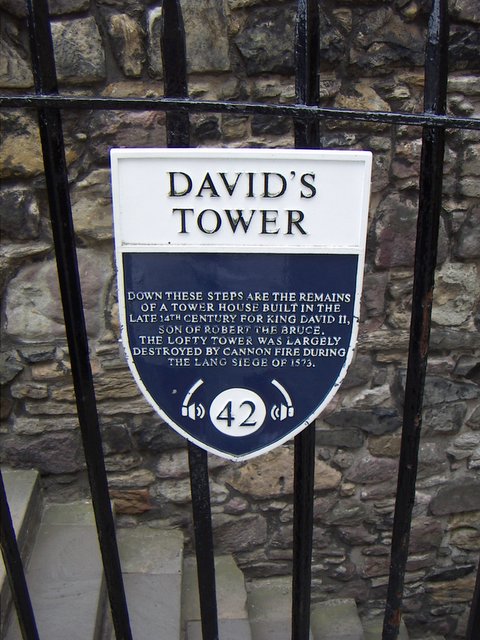 DAVID'S
TOWER
DOWN THESE STEPS ARE THE REMAINS
OF A TOWER HOUSE BUILT IN THE
LATE 14TH CENTURY FOR KING DAVID II,
SON OF ROBERT THE BRUCE.
THE LOFTY TOWER WAS LARGELY
DESTROYED BY CANNON FIRE DURING
THE LANG SIEGE OF 1573.
42